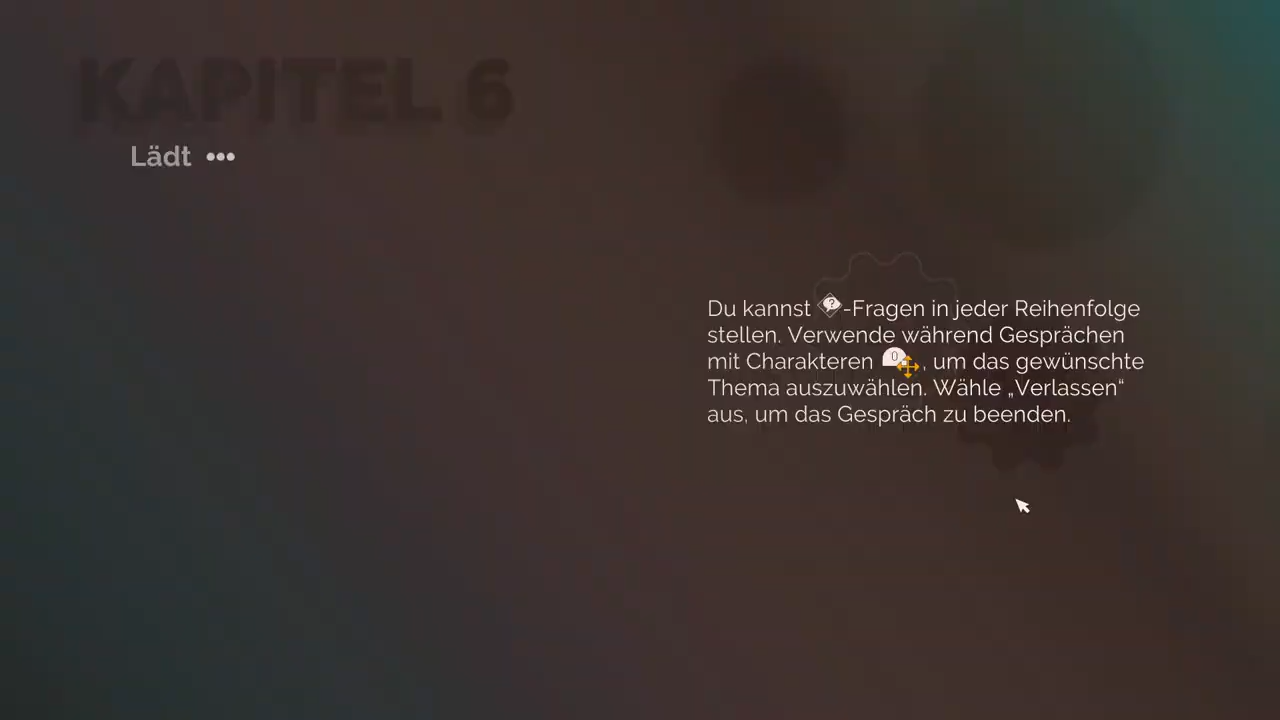 KAPITEL 6
Lädt •••
Du kannst -Fragen in jeder Reihenfolge
stellen. Verwende während Gesprächen
mit Charakteren , um das gewünschte
Thema auszuwählen. Wähle „Verlassen“
aus, um das Gespräch zu beenden.